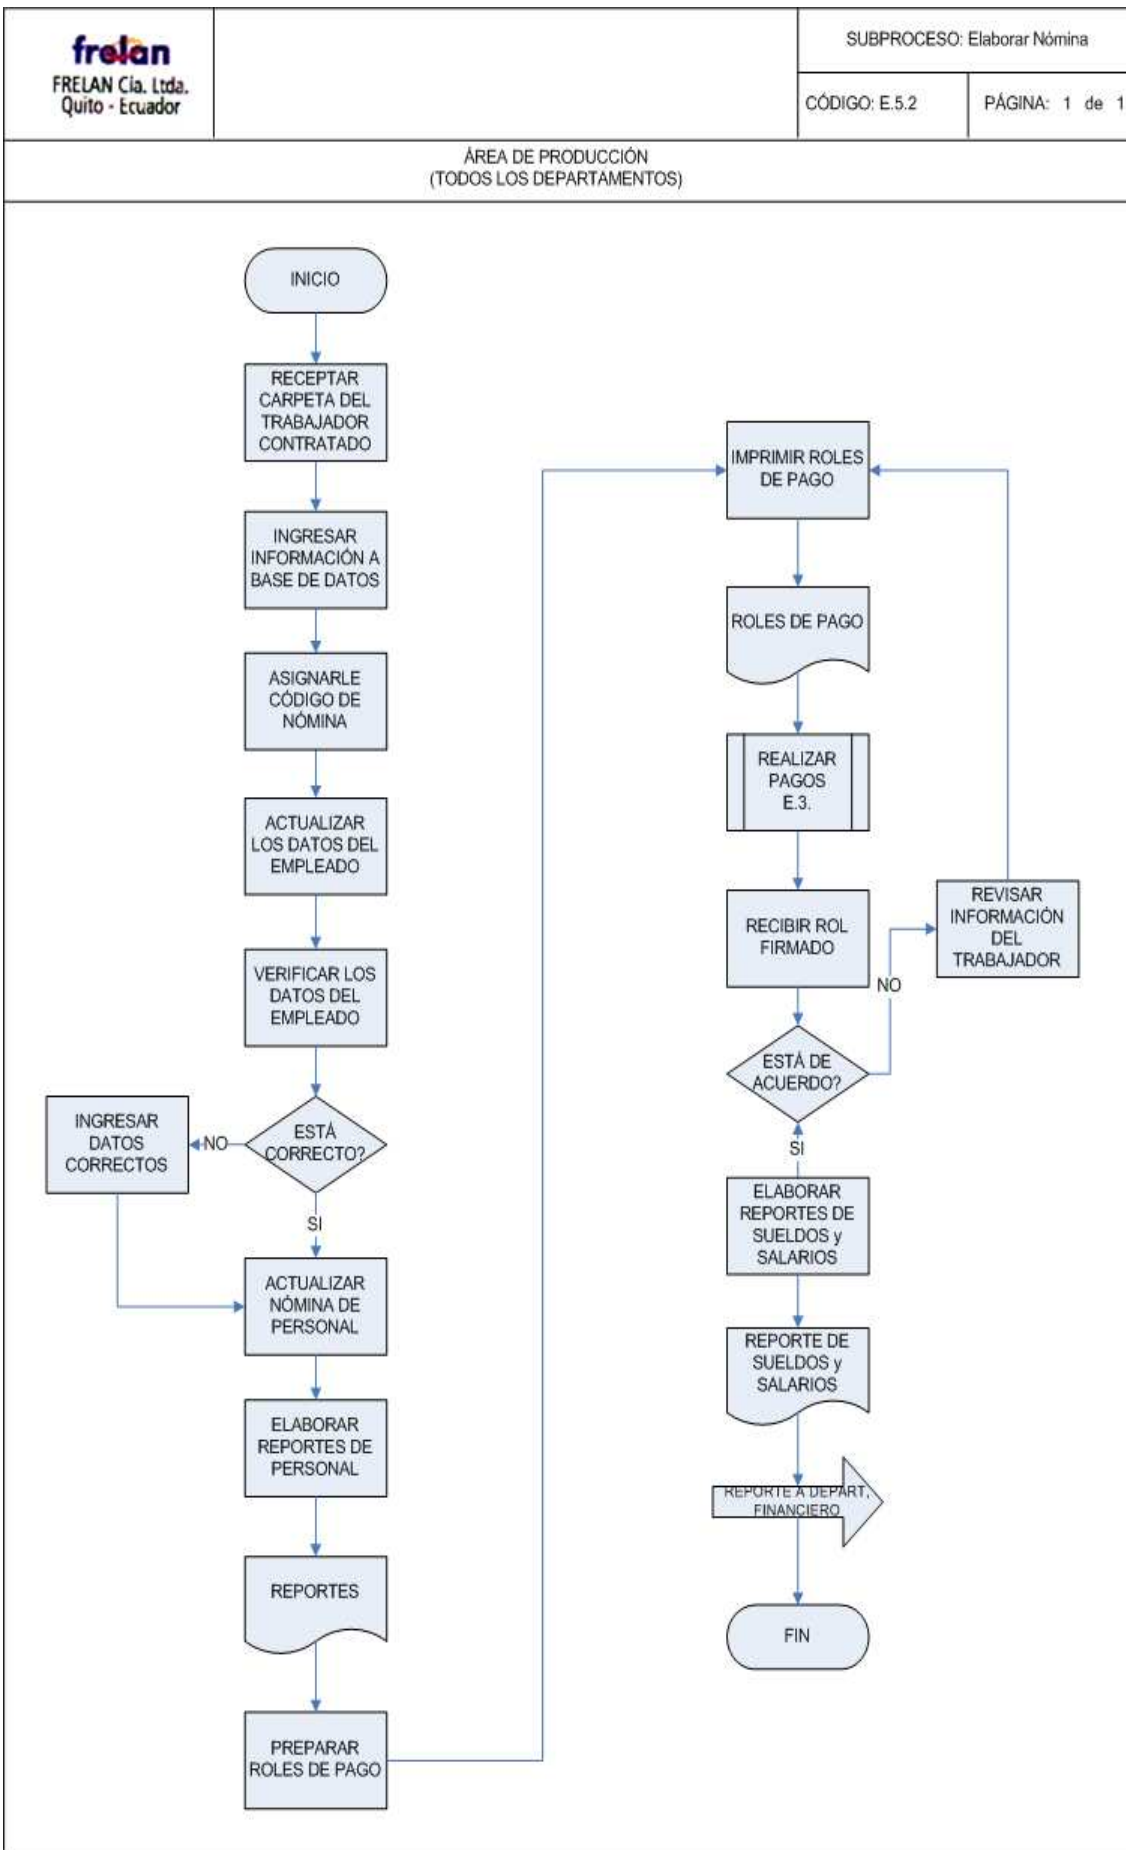 frelan
FRELAN Cía. Ltda.
Quito - Ecuador
SUBPROCESO: Elaborar Nómina
CÓDIGO: E.5.2
PÁGINA: 1 de 1
ÁREA DE PRODUCCIÓN
(TODOS LOS DEPARTAMENTOS)
INICIO
RECEPTAR
CARPETA DEL
TRABAJADOR
CONTRATADO
INGRESAR
INFORMACIÓN A
BASE DE DATOS
ASIGNARLE
CÓDIGO DE
NÓMINA
ACTUALIZAR
LOS DATOS DEL
EMPLEADO
VERIFICAR LOS
DATOS DEL
EMPLEADO
ESTÁ
CORRECTO?
NO
INGRESAR
DATOS
CORRECTOS
SI
ACTUALIZAR
NÓMINA DE
PERSONAL
ELABORAR
REPORTES DE
PERSONAL
REPORTES
PREPARAR
ROLES DE PAGO
IMPRIMIR ROLES
DE PAGO
ROLES DE PAGO
REALIZAR
PAGOS
E.3.
RECIBIR ROL
FIRMADO
REVISAR
INFORMACIÓN
DEL
TRABAJADOR
NO
ESTÁ DE
ACUERDO?
SI
ELABORAR
REPORTES DE
SUELDOS y
SALARIOS
REPORTE DE
SUELDOS y
SALARIOS
REPORTE A DEPART,
FINANCIERO
FIN